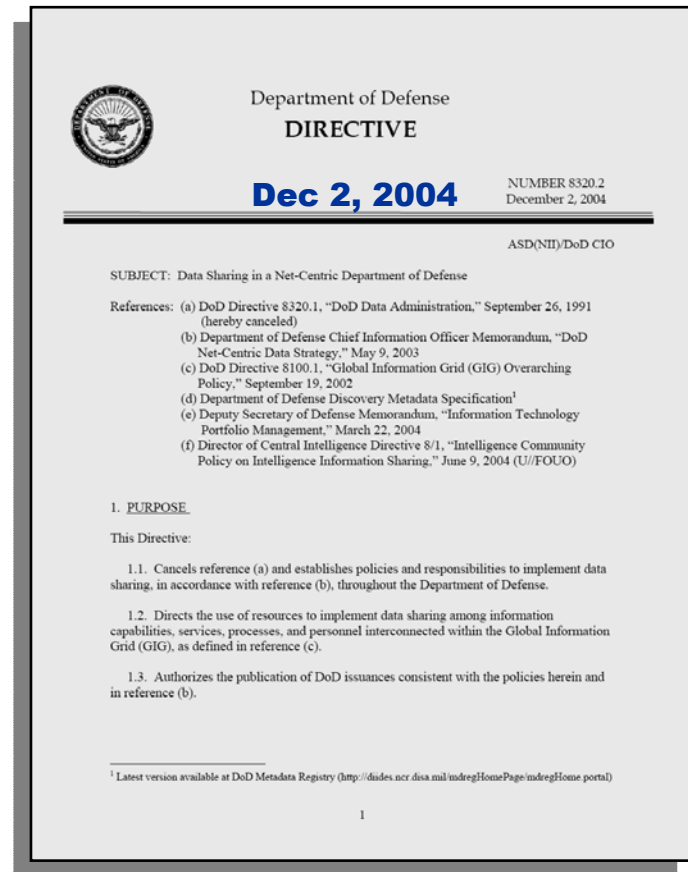 Department of Defense
DIRECTIVE
Dec 2, 2004
NUMBER 8320.2
December 2, 2004
ASD(NII)/DoD CIO
SUBJECT: Data Sharing in a Net-Centric Department of Defense
References: (a) DoD Directive 8320.1, “DoD Data Administration,” September 26, 1991
(hereby canceled)
(b) Department of Defense Chief Information Officer Memorandum, “DoD
Net-Centric Data Strategy,” May 9, 2003
(c) DoD Directive 8100.1, “Global Information Grid (GIG) Overarching
Policy,” September 19, 2002
(d) Department of Defense Discovery Metadata Specification¹
(e) Deputy Secretary of Defense Memorandum, “Information Technology
Portfolio Management,” March 22, 2004
(f) Director of Central Intelligence Directive 8/1, “Intelligence Community
Policy on Intelligence Information Sharing,” June 9, 2004 (U//FOUO)
1. PURPOSE
This Directive:
1.1. Cancels reference (a) and establishes policies and responsibilities to implement data
sharing, in accordance with reference (b), throughout the Department of Defense.
1.2. Directs the use of resources to implement data sharing among information
capabilities, services, processes, and personnel interconnected within the Global Information
Grid (GIG), as defined in reference (c).
1.3. Authorizes the publication of DoD issuances consistent with the policies herein and
in reference (b).
¹ Latest version available at DoD Metadata Registry (http://diides.ncr.disa.mil/mdregHomePage/mdregHome.portal)
1